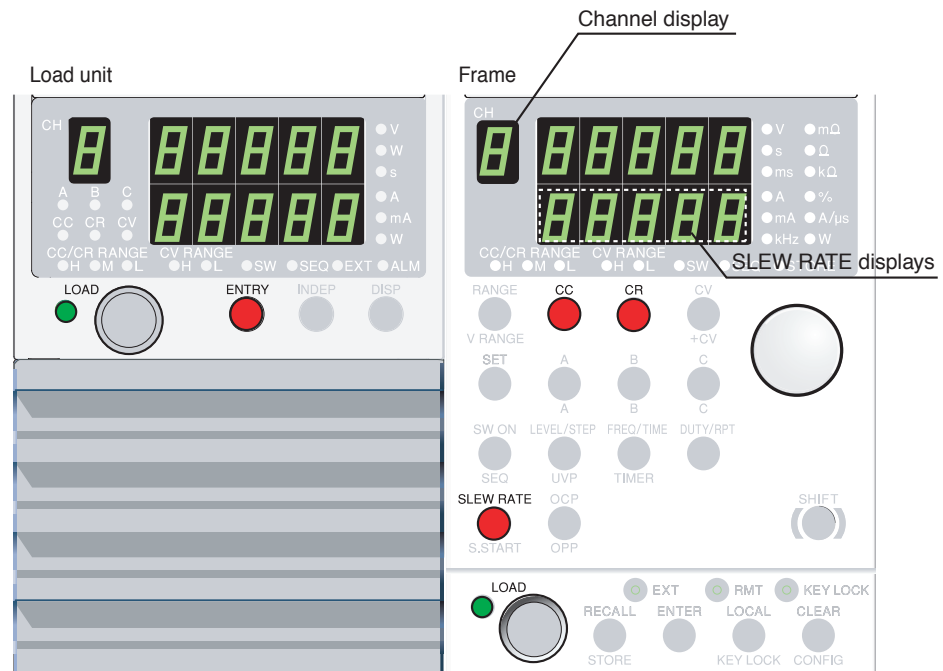 Channel display
Load unit
Frame
CH
V
W
s
A B C
CC CR CV
A
mA
W
CC/CR RANGE CV RANGE
H M L H L SW SEQ EXT ALM
LOAD ENTRY INDEP DISP
CH
V mΩ
s Ω
ms kΩ
A %
mA A/µs
kHz W
CC/CR RANGE CV RANGE
H M L H L SW
SLEW RATE displays
RANGE CC CR CV
V RANGE +CV
SET A B C
A B C
SW ON LEVEL/STEP FREQ/TIME DUTY/RPT
SEQ UVP TIMER
SLEW RATE OCP SHIFT
S.START OPP
LOAD EXT RMT KEY LOCK
RECALL ENTER LOCAL CLEAR
STORE KEY LOCK CONFIG